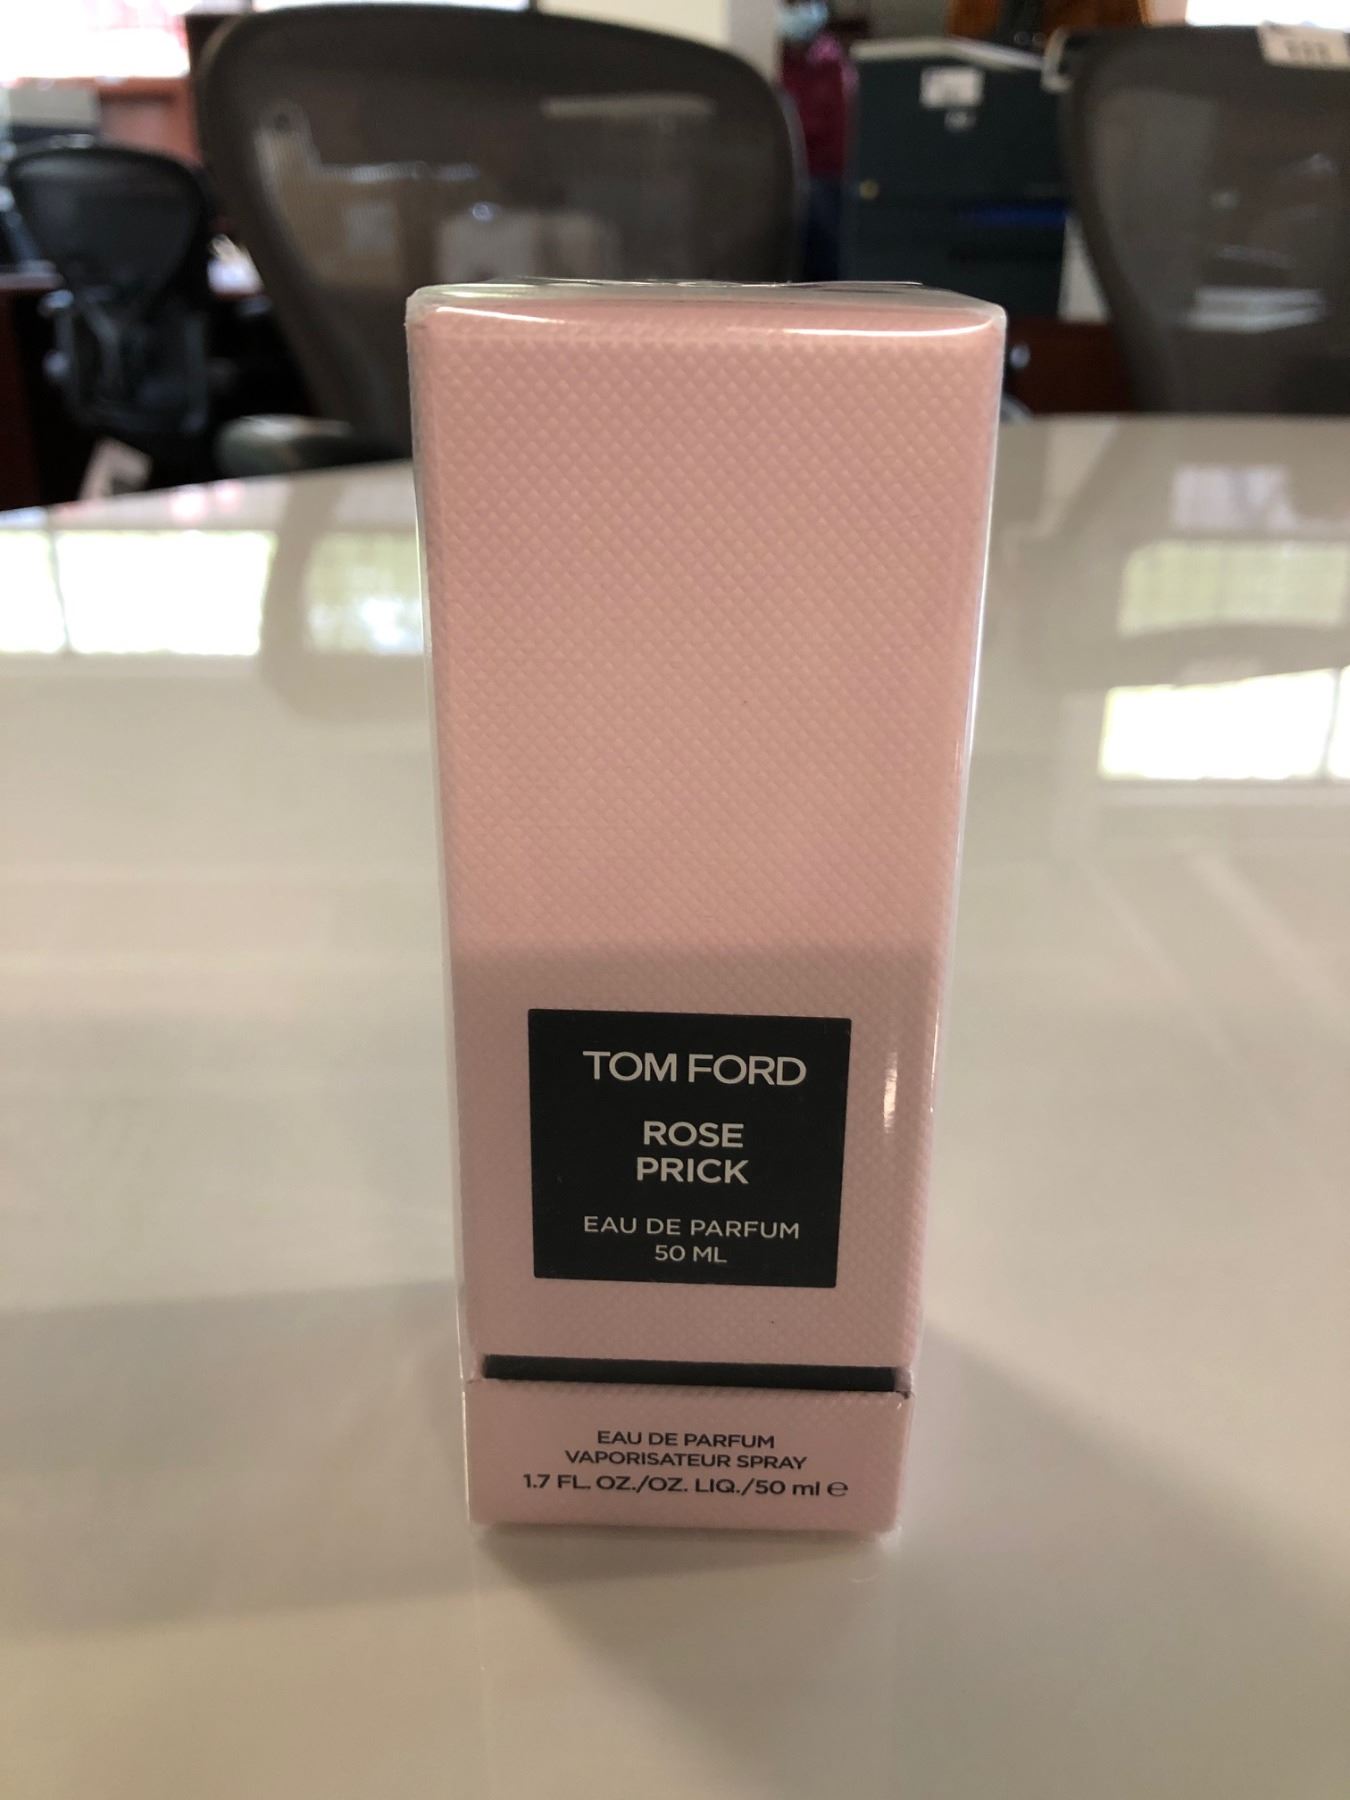 TOM FORD
ROSE
PRICK
EAU DE PARFUM
50 ML
EAU DE PARFUM
VAPORISATEUR SPRAY
1.7 FL. OZ./OZ. LIQ./50 ml ℮